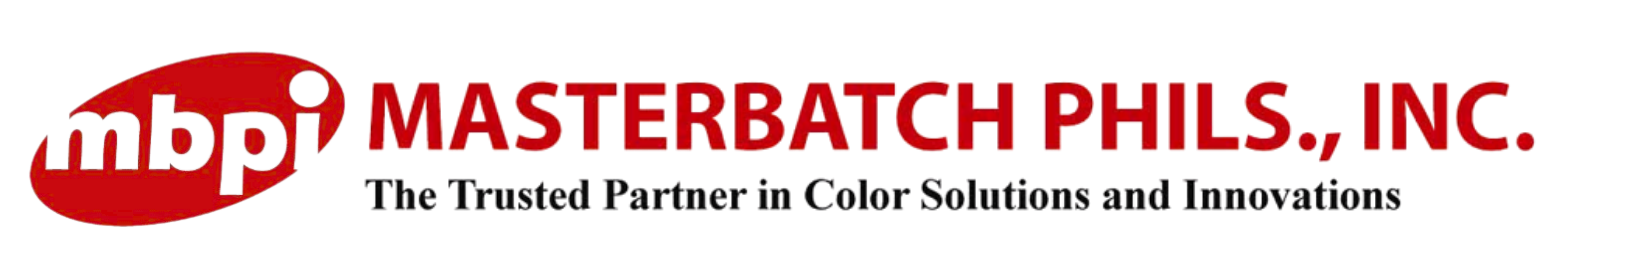 mbpi
MASTERBATCH PHILS., INC.
The Trusted Partner in Color Solutions and Innovations